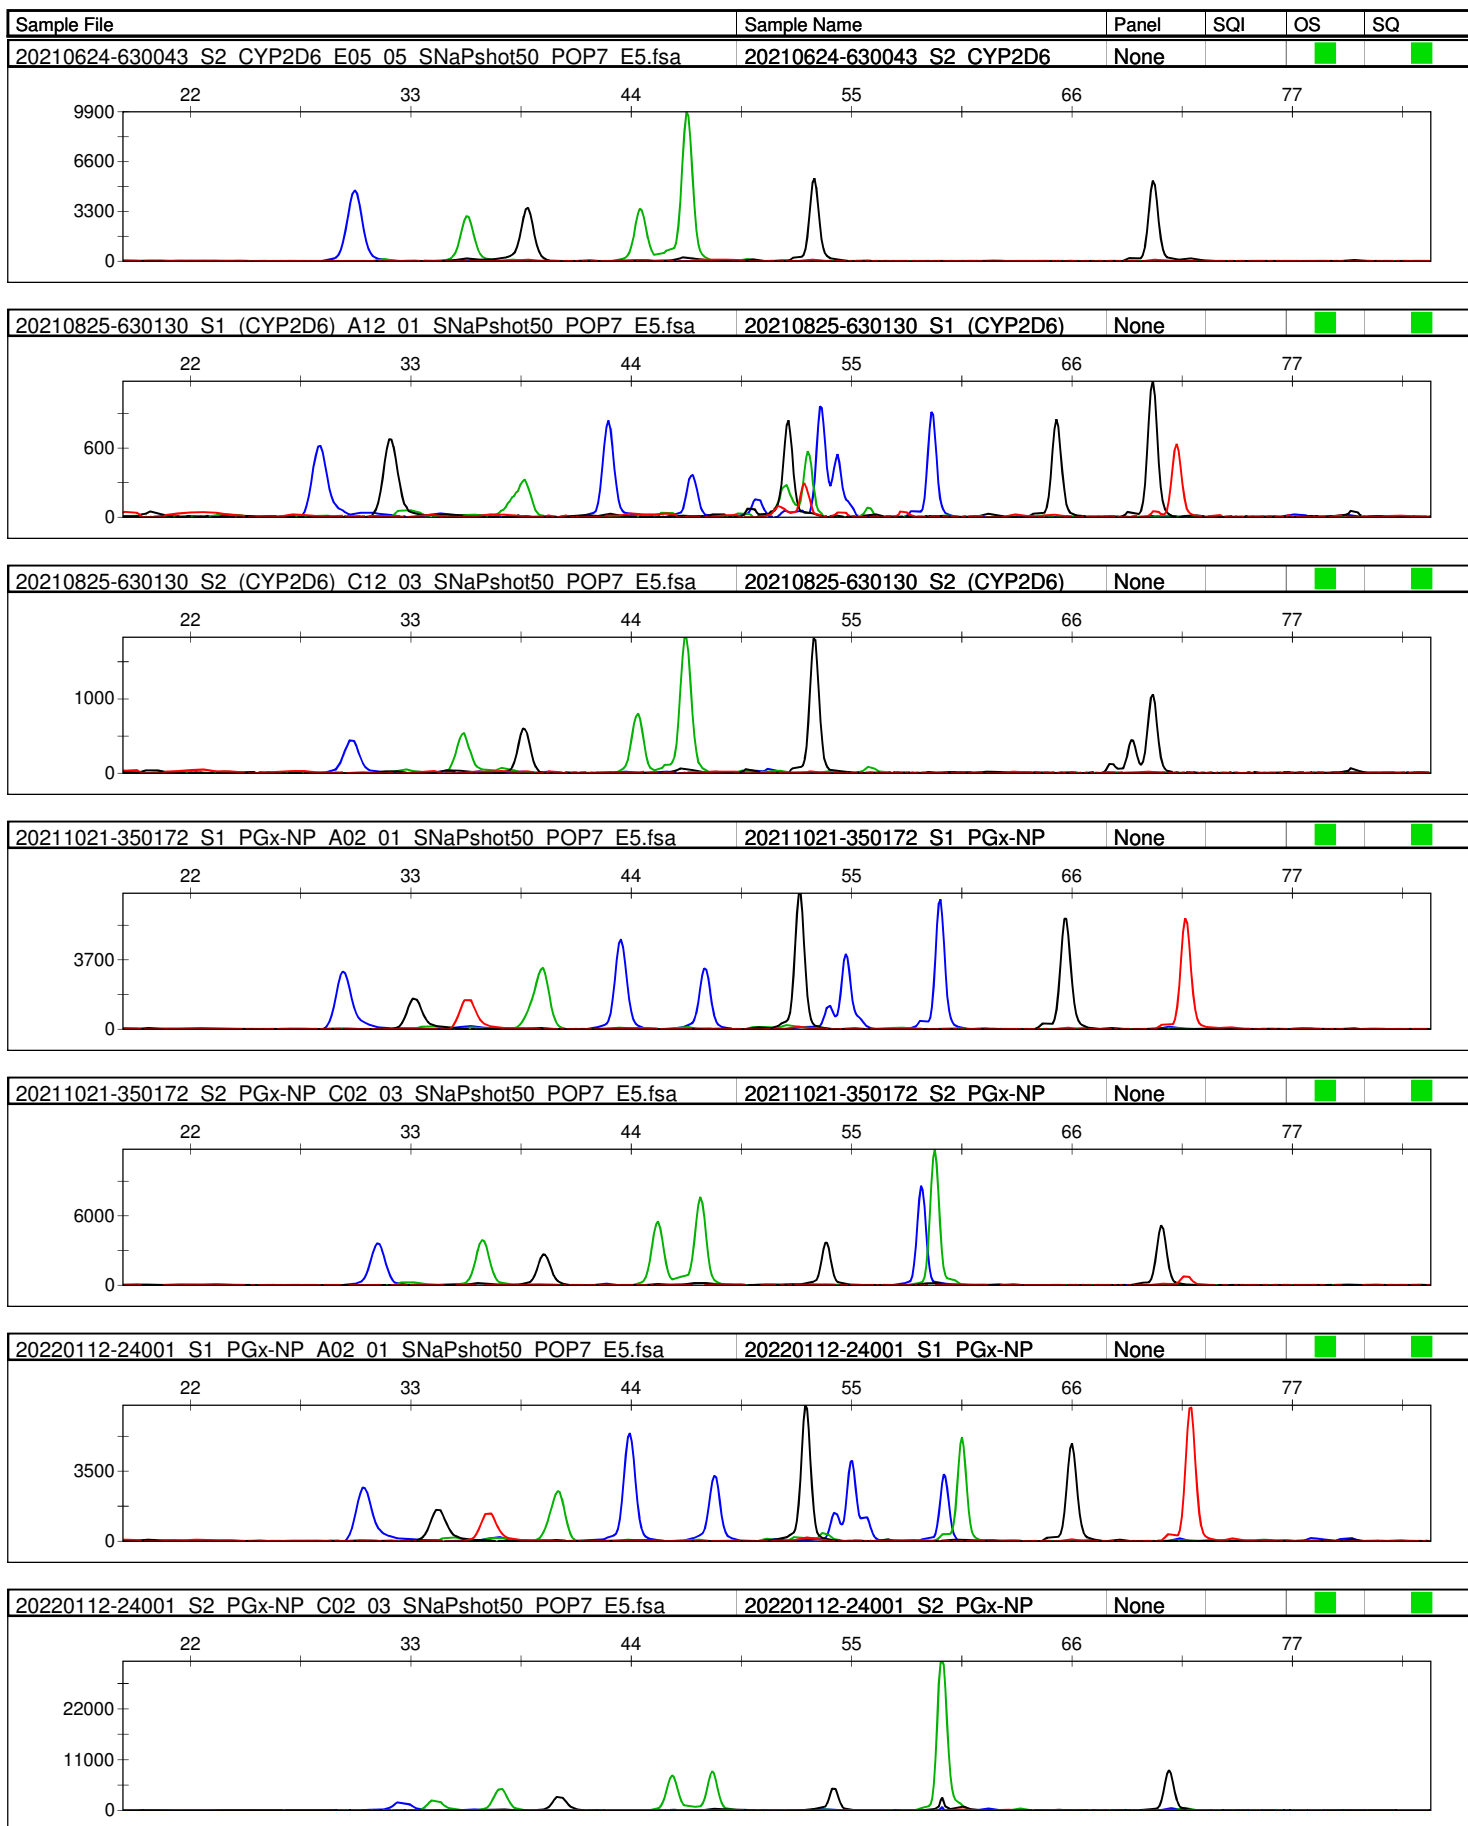 Sample File Sample Name Panel SQI OS SQ
20210624-630043_S2_CYP2D6_E05_05_SNaPshot50_POP7_E5.fsa 20210624-630043_S2_CYP2D6 None
22 33 44 55 66 77
9900
6600
3300
0
20210825-630130_S1_(CYP2D6)_A12_01_SNaPshot50_POP7_E5.fsa 20210825-630130_S1_(CYP2D6) None
22 33 44 55 66 77
600
0
20210825-630130_S2_(CYP2D6)_C12_03_SNaPshot50_POP7_E5.fsa 20210825-630130_S2_(CYP2D6) None
22 33 44 55 66 77
1000
0
20211021-350172_S1_PGx-NP_A02_01_SNaPshot50_POP7_E5.fsa 20211021-350172_S1_PGx-NP None
22 33 44 55 66 77
3700
0
20211021-350172_S2_PGx-NP_C02_03_SNaPshot50_POP7_E5.fsa 20211021-350172_S2_PGx-NP None
22 33 44 55 66 77
6000
0
20220112-24001_S1_PGx-NP_A02_01_SNaPshot50_POP7_E5.fsa 20220112-24001_S1_PGx-NP None
22 33 44 55 66 77
3500
0
20220112-24001_S2_PGx-NP_C02_03_SNaPshot50_POP7_E5.fsa 20220112-24001_S2_PGx-NP None
22 33 44 55 66 77
22000
11000
0